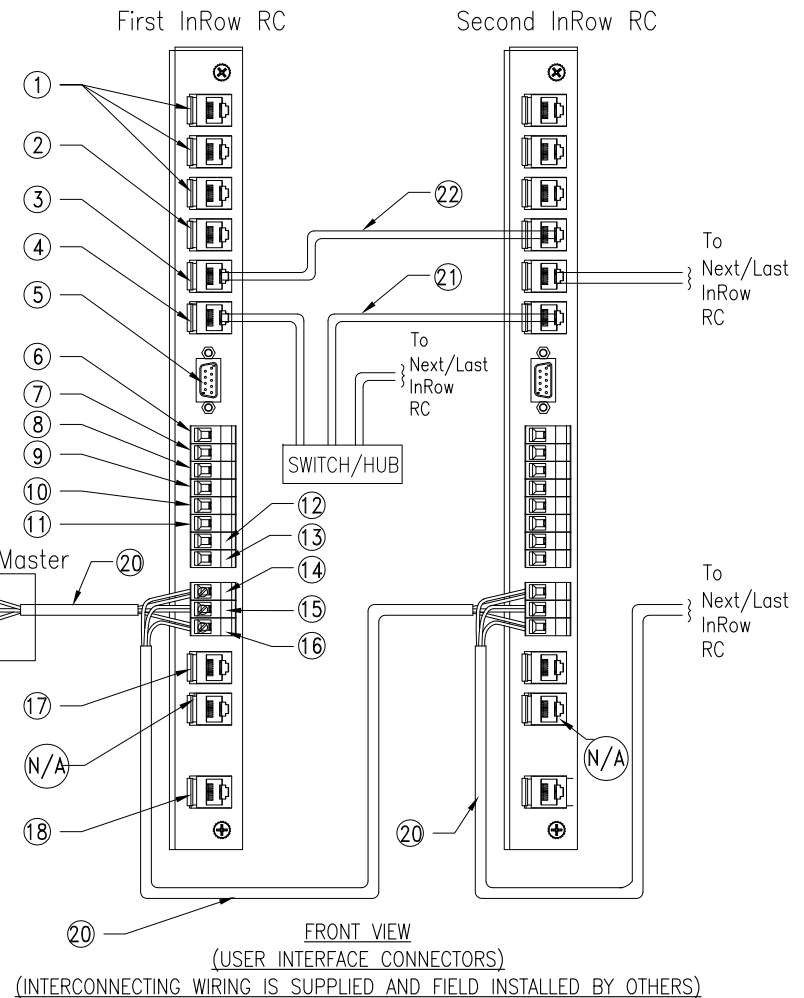 First InRow RC
Second InRow RC
1
2
3
4
5
6
7
8
9
10
11
22
21
To
Next/Last
InRow
RC
To
Next/Last
InRow
RC
SWITCH/HUB
12
13
14
15
16
Master
20
To
Next/Last
InRow
RC
17
N/A
N/A
18
20
20
FRONT VIEW
(USER INTERFACE CONNECTORS)
(INTERCONNECTING WIRING IS SUPPLIED AND FIELD INSTALLED BY OTHERS)